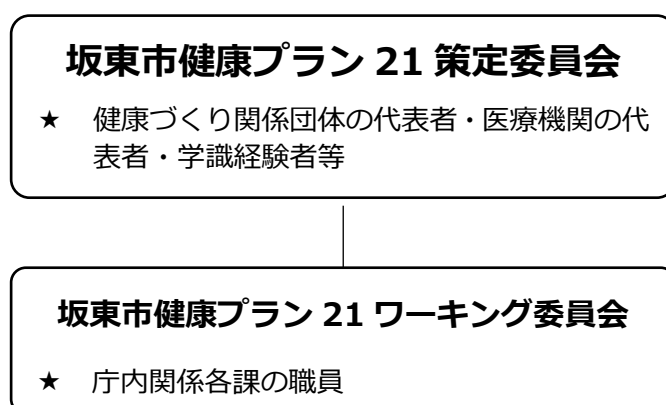 坂東市健康プラン 21 策定委員会
★ 健康づくり関係団体の代表者・医療機関の代
表者・学識経験者等
坂東市健康プラン 21 ワーキング委員会
★ 庁内関係各課の職員